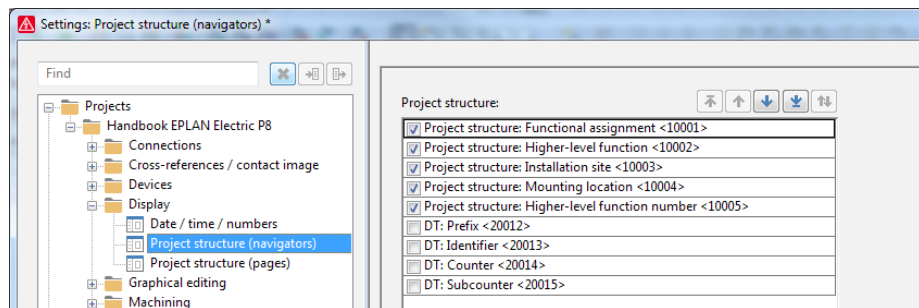 Settings: Project structure (navigators) *
Find
Projects
Handbook EPLAN Electric P8
Connections
Cross-references / contact image
Devices
Display
Date / time / numbers
Project structure (navigators)
Project structure (pages)
Graphical editing
Machining
Project structure:
Project structure: Functional assignment <10001>
Project structure: Higher-level function <10002>
Project structure: Installation site <10003>
Project structure: Mounting location <10004>
Project structure: Higher-level function number <10005>
DT: Prefix <20012>
DT: Identifier <20013>
DT: Counter <20014>
DT: Subcounter <20015>